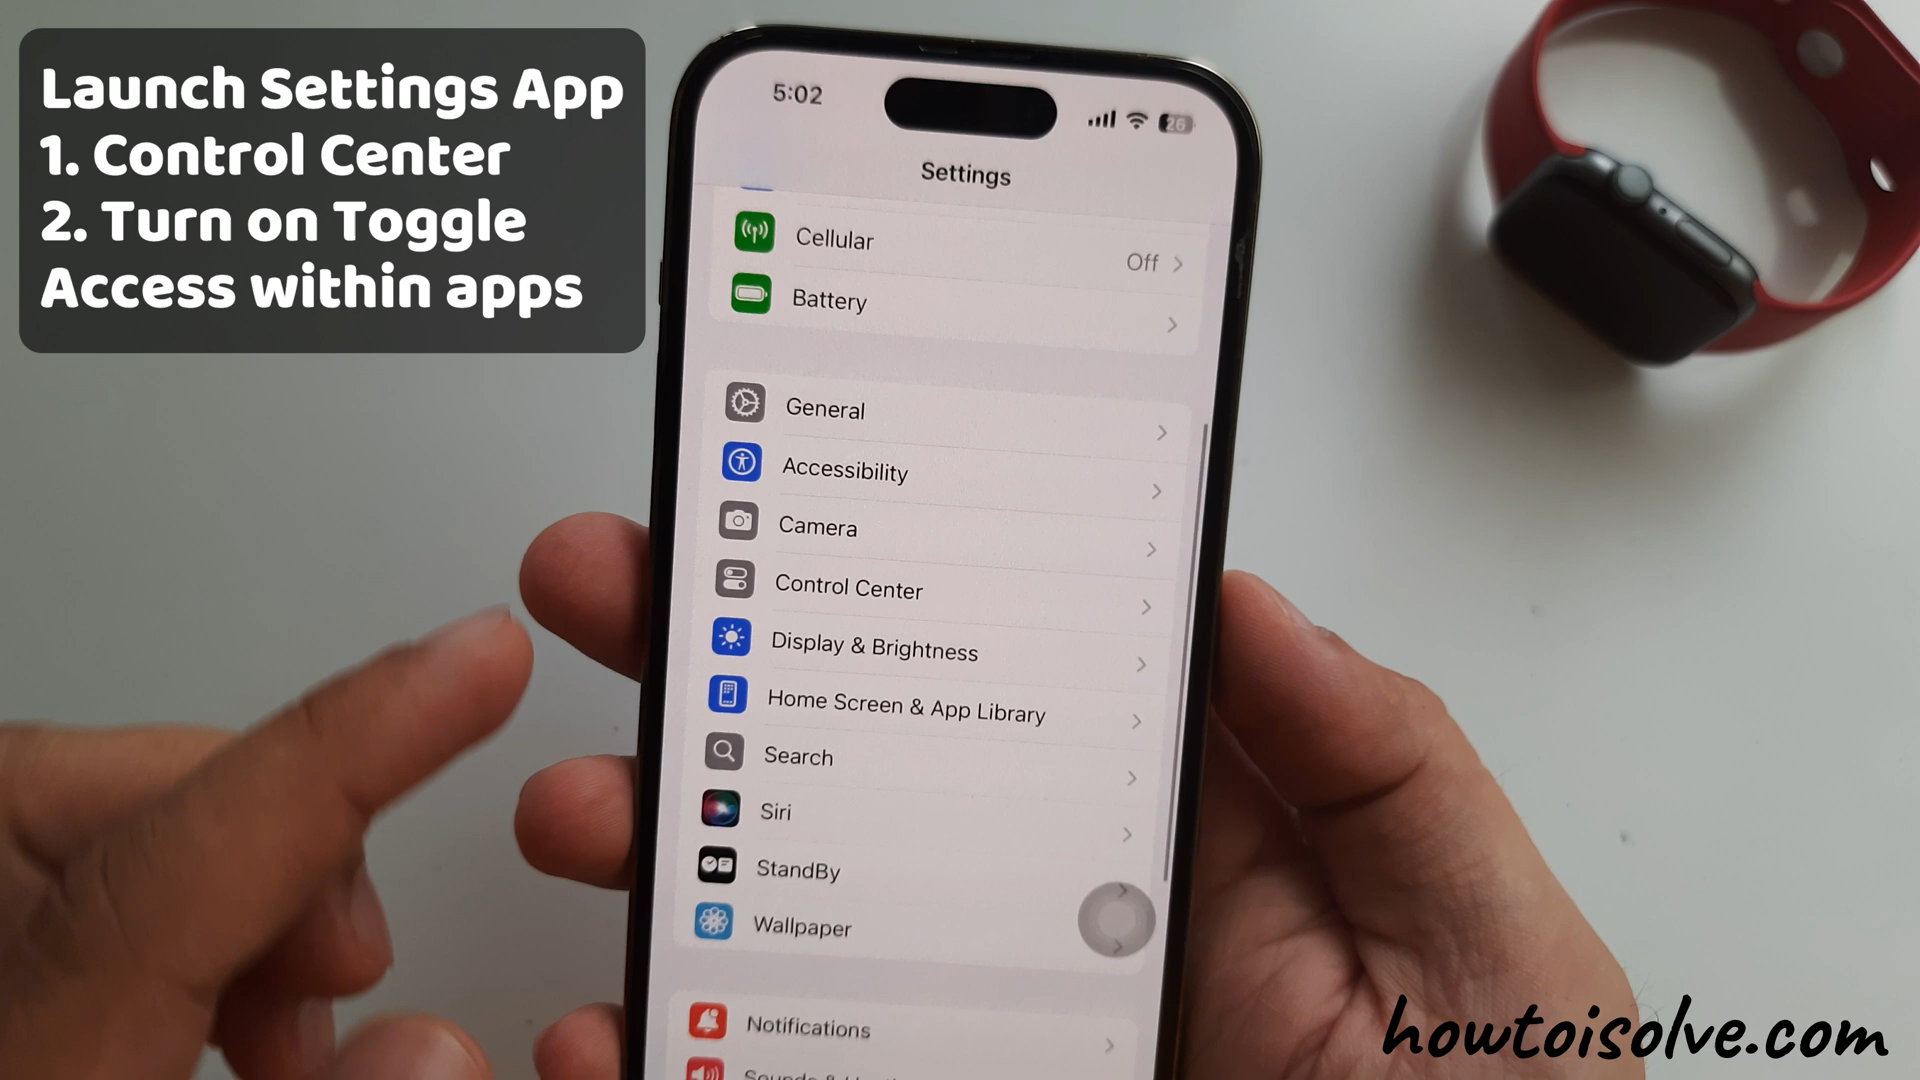 Launch Settings App
1. Control Center
2. Turn on Toggle
Access within apps
5:02
26
Settings
Cellular
Off
Battery
General
Accessibility
Camera
Control Center
Display & Brightness
Home Screen & App Library
Search
Siri
StandBy
Wallpaper
Notifications
howtoisolve.com